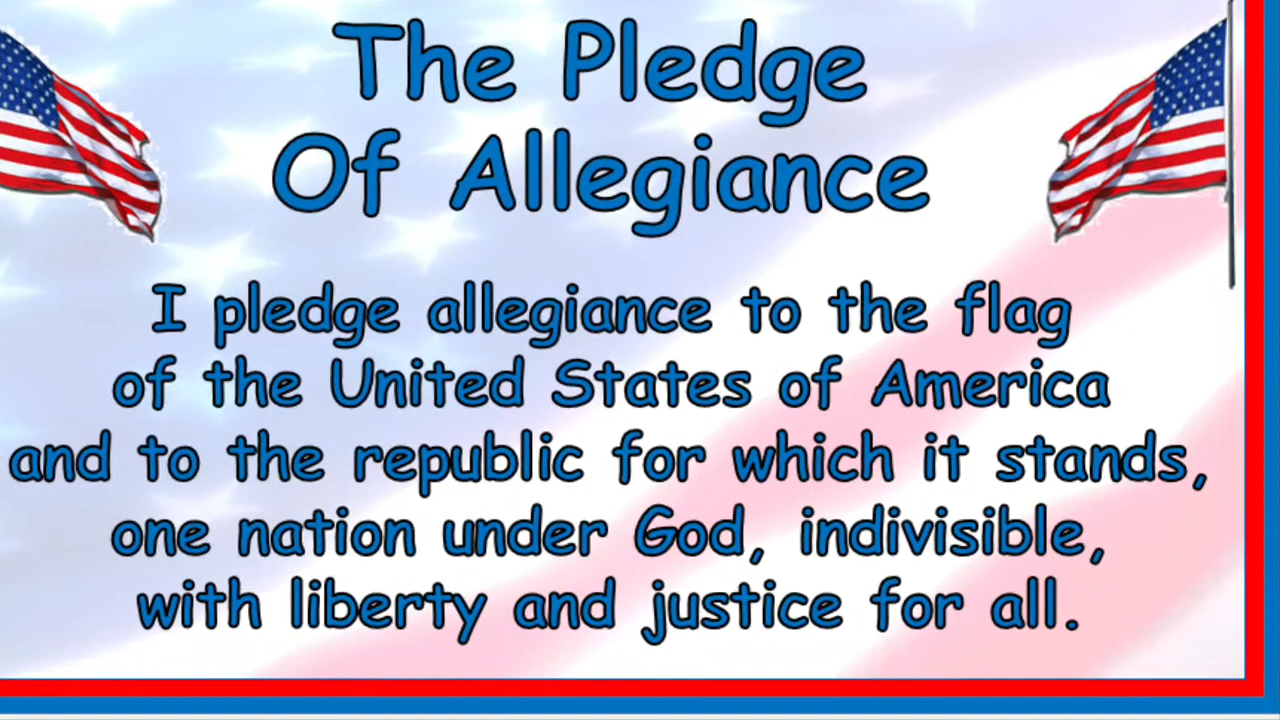 The Pledge
Of Allegiance
I pledge allegiance to the flag
of the United States of America
and to the republic for which it stands,
one nation under God, indivisible,
with liberty and justice for all.